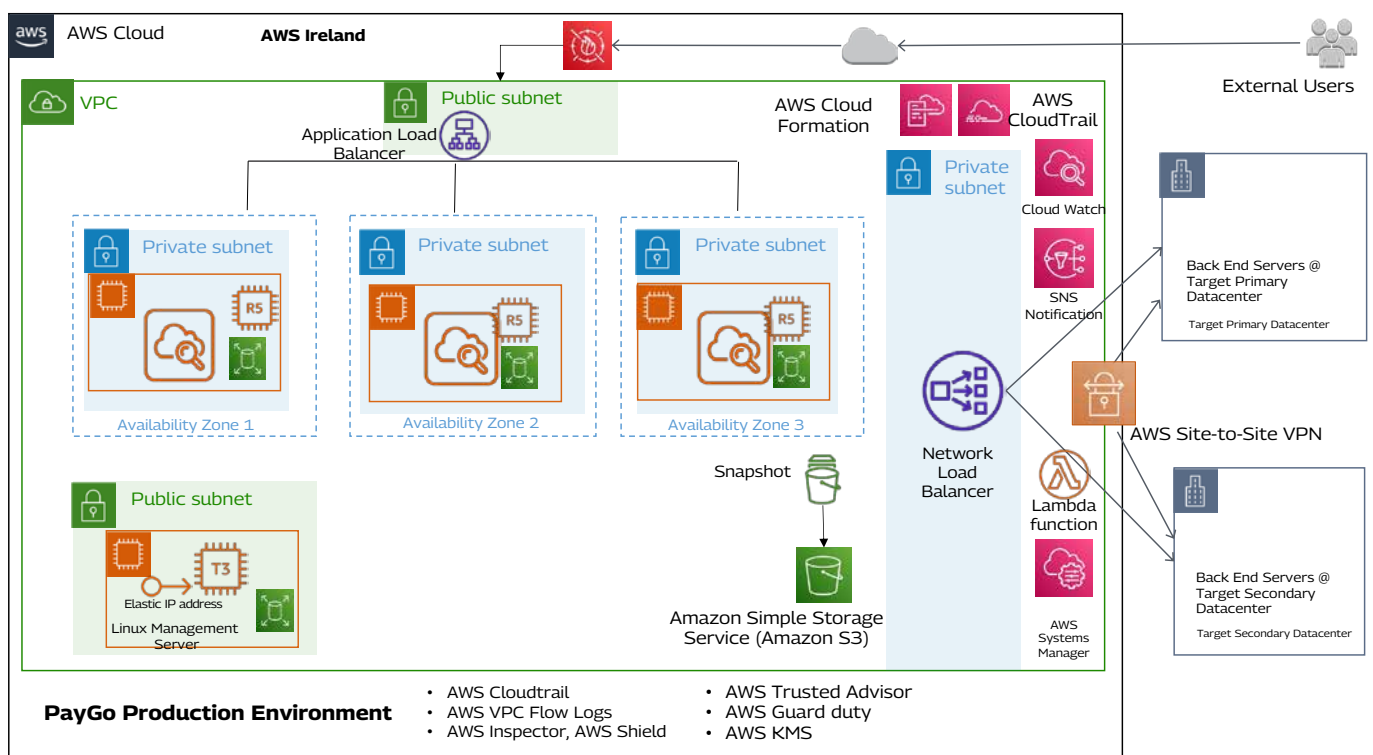 aws
AWS Cloud
AWS Ireland
External Users
VPC
Public subnet
Application Load
Balancer
AWS Cloud
Formation
AWS
CloudTrail
Private
subnet
Cloud Watch
SNS
Notification
Private subnet
R5
Availability Zone 1
Private subnet
R5
Availability Zone 2
Private subnet
R5
Availability Zone 3
Back End Servers @
Target Primary
Datacenter
Target Primary Datacenter
AWS Site-to-Site VPN
Network
Load
Balancer
Snapshot
Lambda
function
Public subnet
T3
Elastic IP address
Linux Management
Server
Amazon Simple Storage
Service (Amazon S3)
AWS
Systems
Manager
Back End Servers @
Target Secondary
Datacenter
Target Secondary Datacenter
PayGo Production Environment
• AWS Cloudtrail
• AWS VPC Flow Logs
• AWS Inspector, AWS Shield
• AWS Trusted Advisor
• AWS Guard duty
• AWS KMS